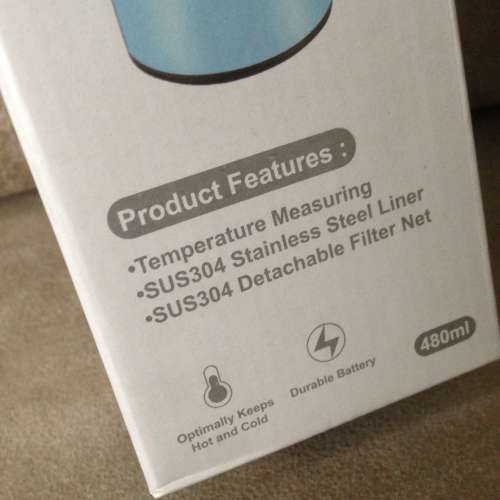 Product Features :
•Temperature Measuring
•SUS304 Stainless Steel Liner
•SUS304 Detachable Filter Net
480ml
Optimally Keeps
Hot and Cold
Durable Battery